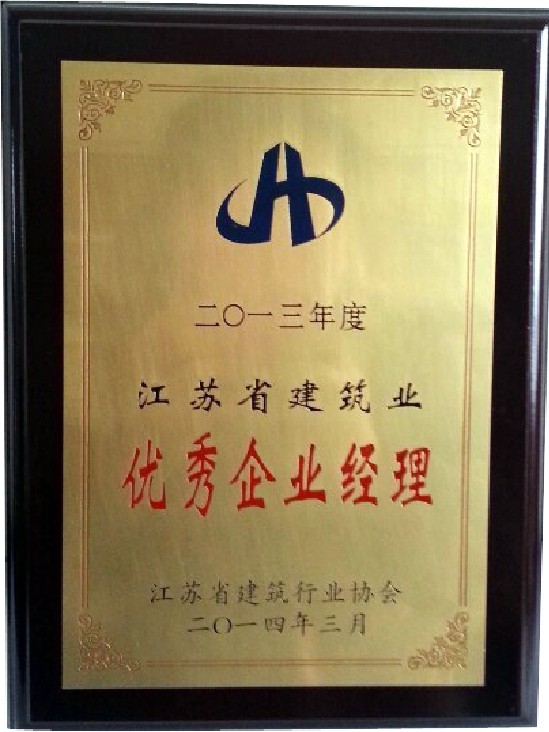 二〇一三年度
江苏省建筑业
优秀企业经理
江苏省建筑行业协会
二〇一四年三月